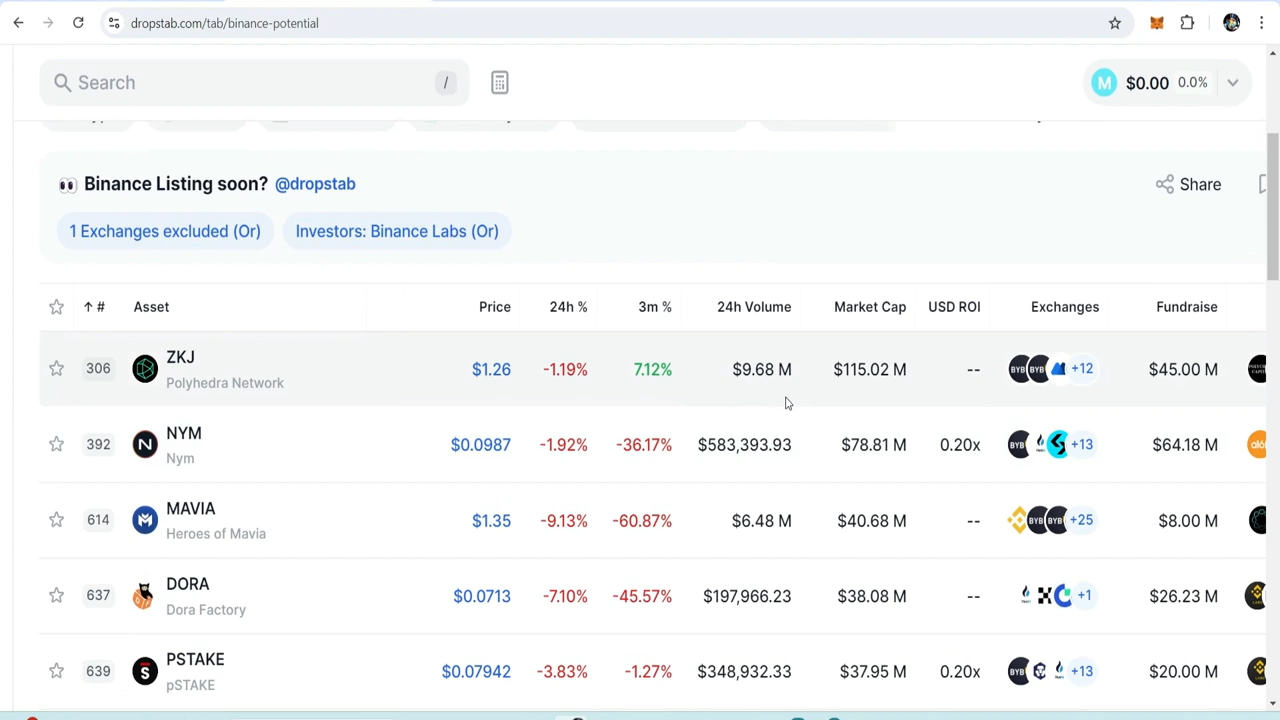 dropstab.com/tab/binance-potential
Search /
M $0.00 0.0%
Binance Listing soon? @dropstab Share
1 Exchanges excluded (Or) Investors: Binance Labs (Or)
↑ # Asset Price 24h % 3m % 24h Volume Market Cap USD ROI Exchanges Fundraise
306 ZKJ $1.26 -1.19% 7.12% $9.68 M $115.02 M -- BYB BYB +12 $45.00 M
Polyhedra Network
392 N NYM $0.0987 -1.92% -36.17% $583,393.93 $78.81 M 0.20x BYB +13 $64.18 M
Nym
614 MAVIA $1.35 -9.13% -60.87% $6.48 M $40.68 M -- BYB BYB +25 $8.00 M
Heroes of Mavia
637 DORA $0.0713 -7.10% -45.57% $197,966.23 $38.08 M -- +1 $26.23 M
Dora Factory
639 PSTAKE $0.07942 -3.83% -1.27% $348,932.33 $37.95 M 0.20x BYB +13 $20.00 M
pSTAKE